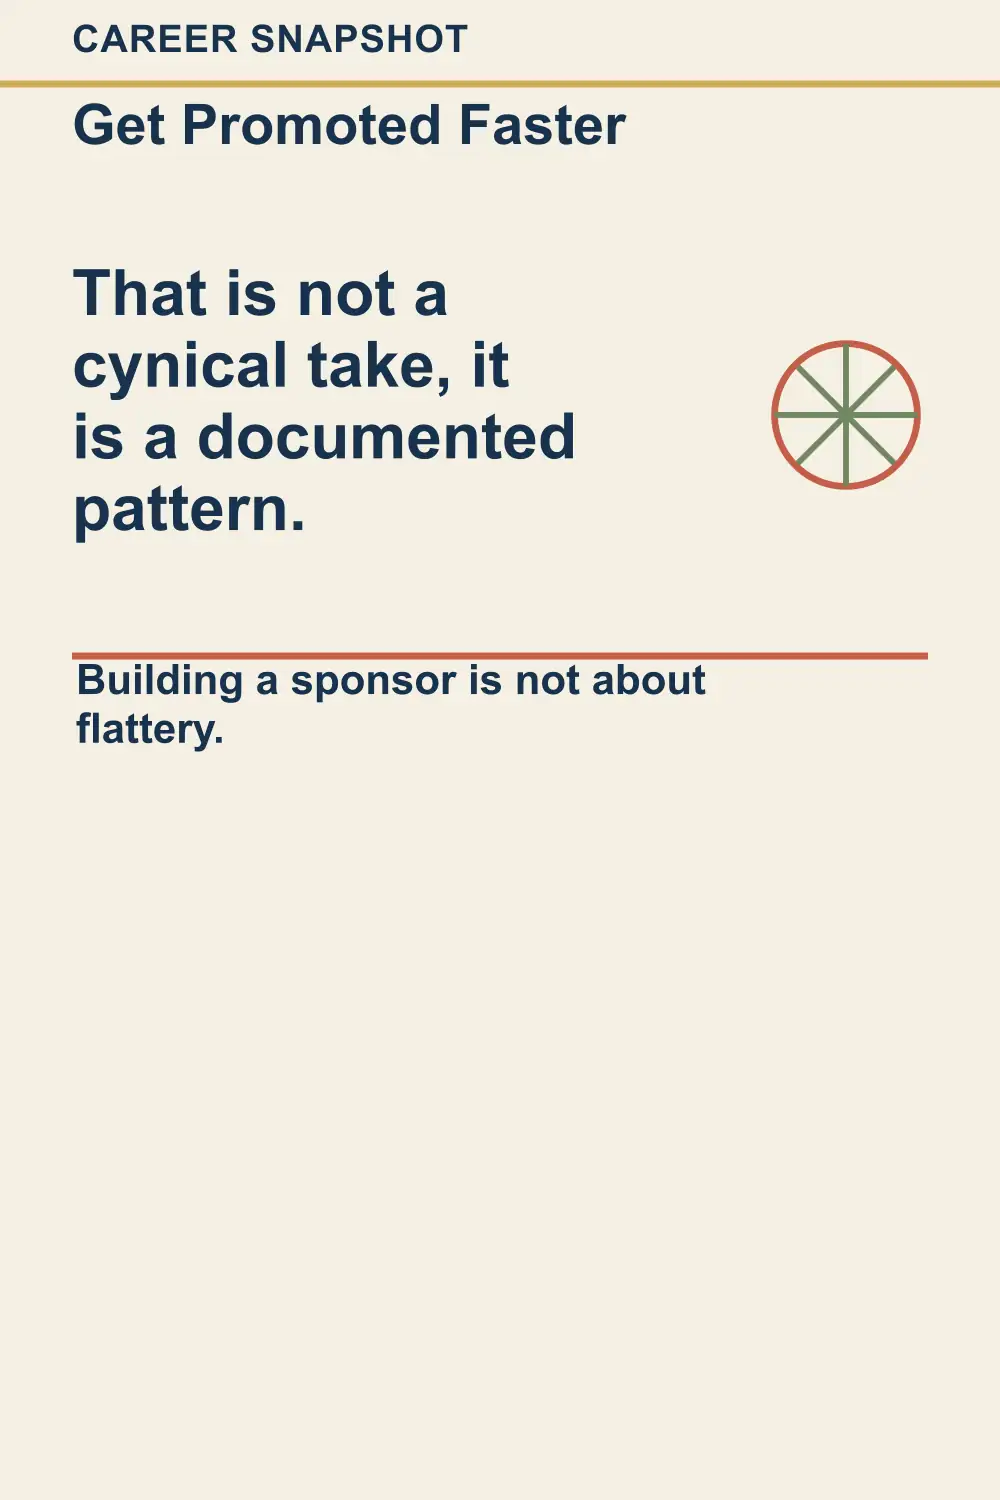 CAREER SNAPSHOT
Get Promoted Faster
That is not a
cynical take, it
is a documented
pattern.
Building a sponsor is not about
flattery.